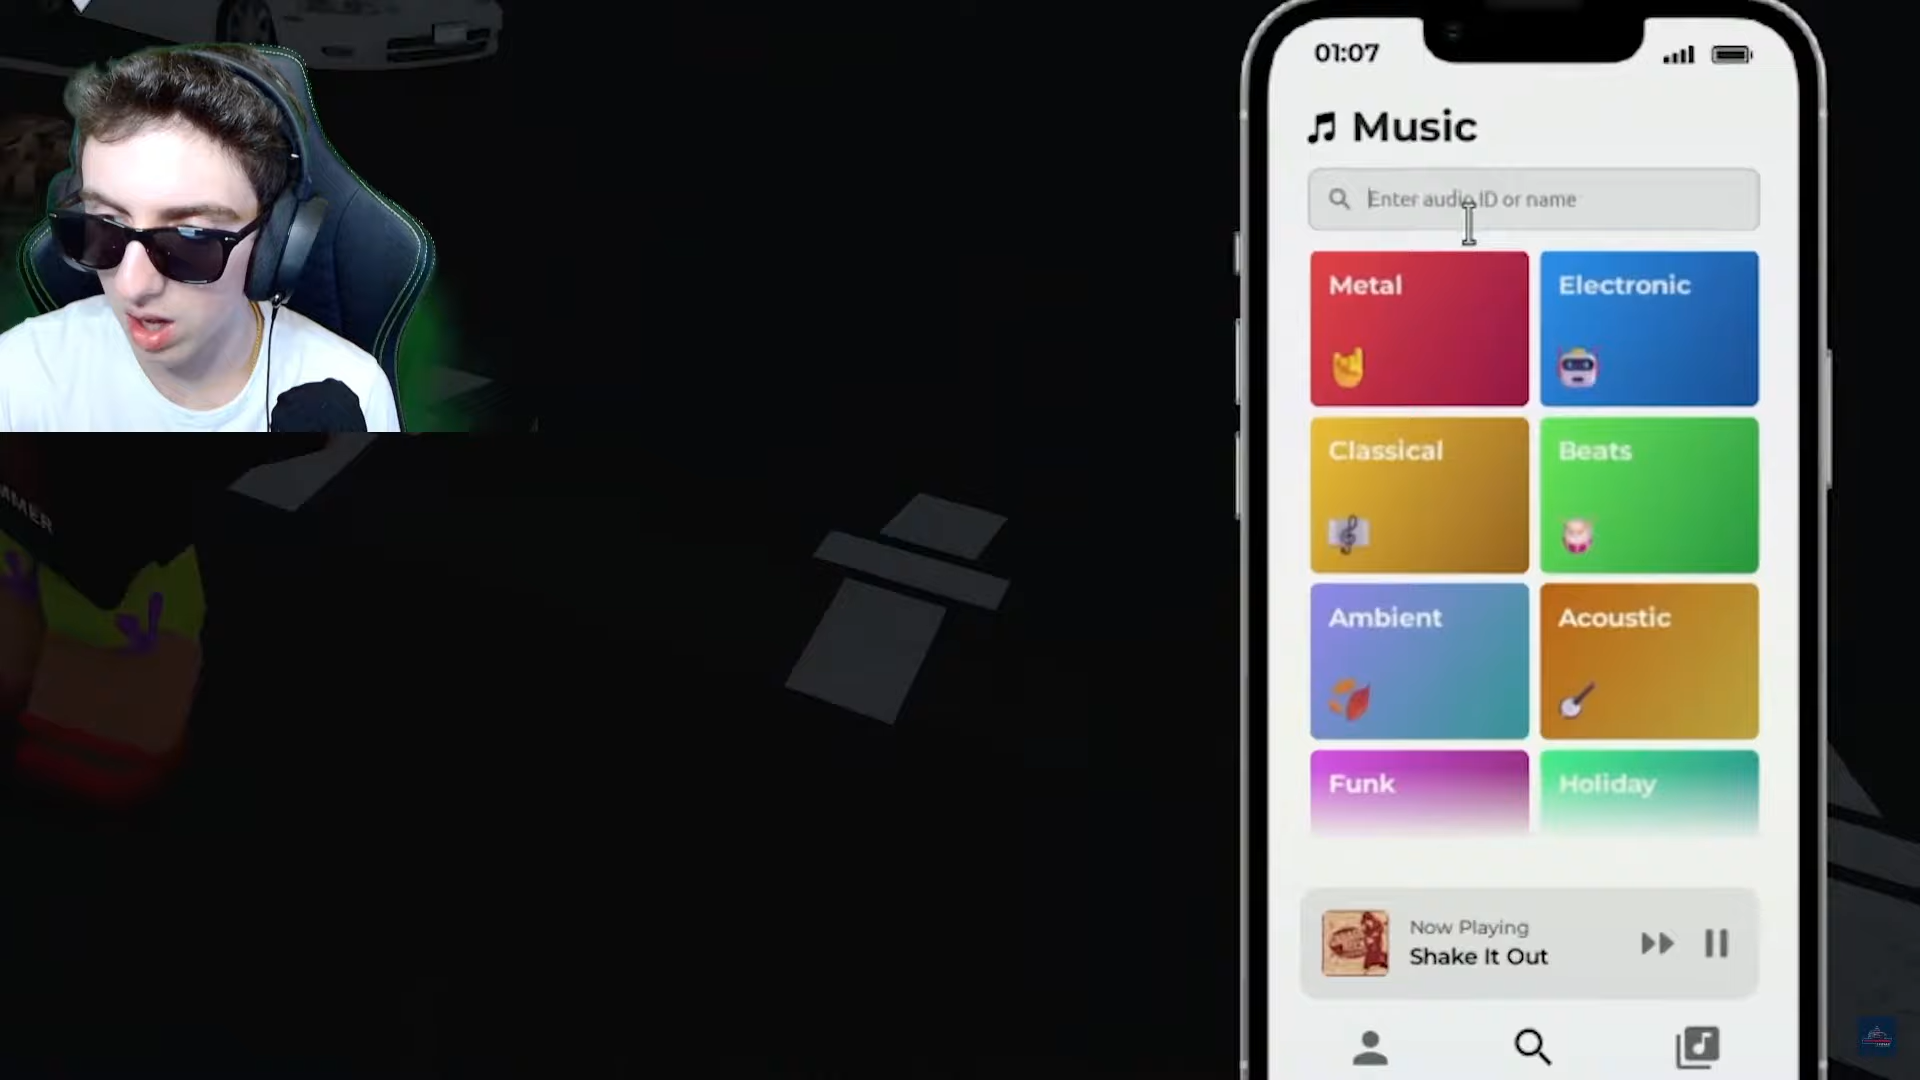 01:07
Music
Enter audio ID or name
Metal
Electronic
Classical
Beats
Ambient
Acoustic
Funk
Holiday
Now Playing
Shake It Out
MMER